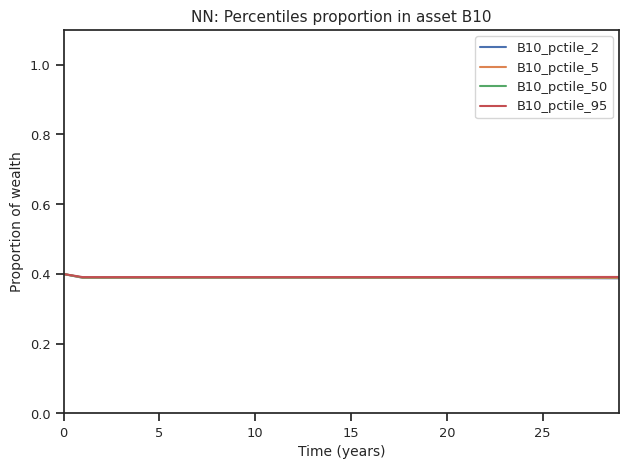 NN: Percentiles proportion in asset B10
B10_pctile_2
B10_pctile_5
B10_pctile_50
B10_pctile_95
Proportion of wealth
1.0
0.8
0.6
0.4
0.2
0.0
0 5 10 15 20 25
Time (years)